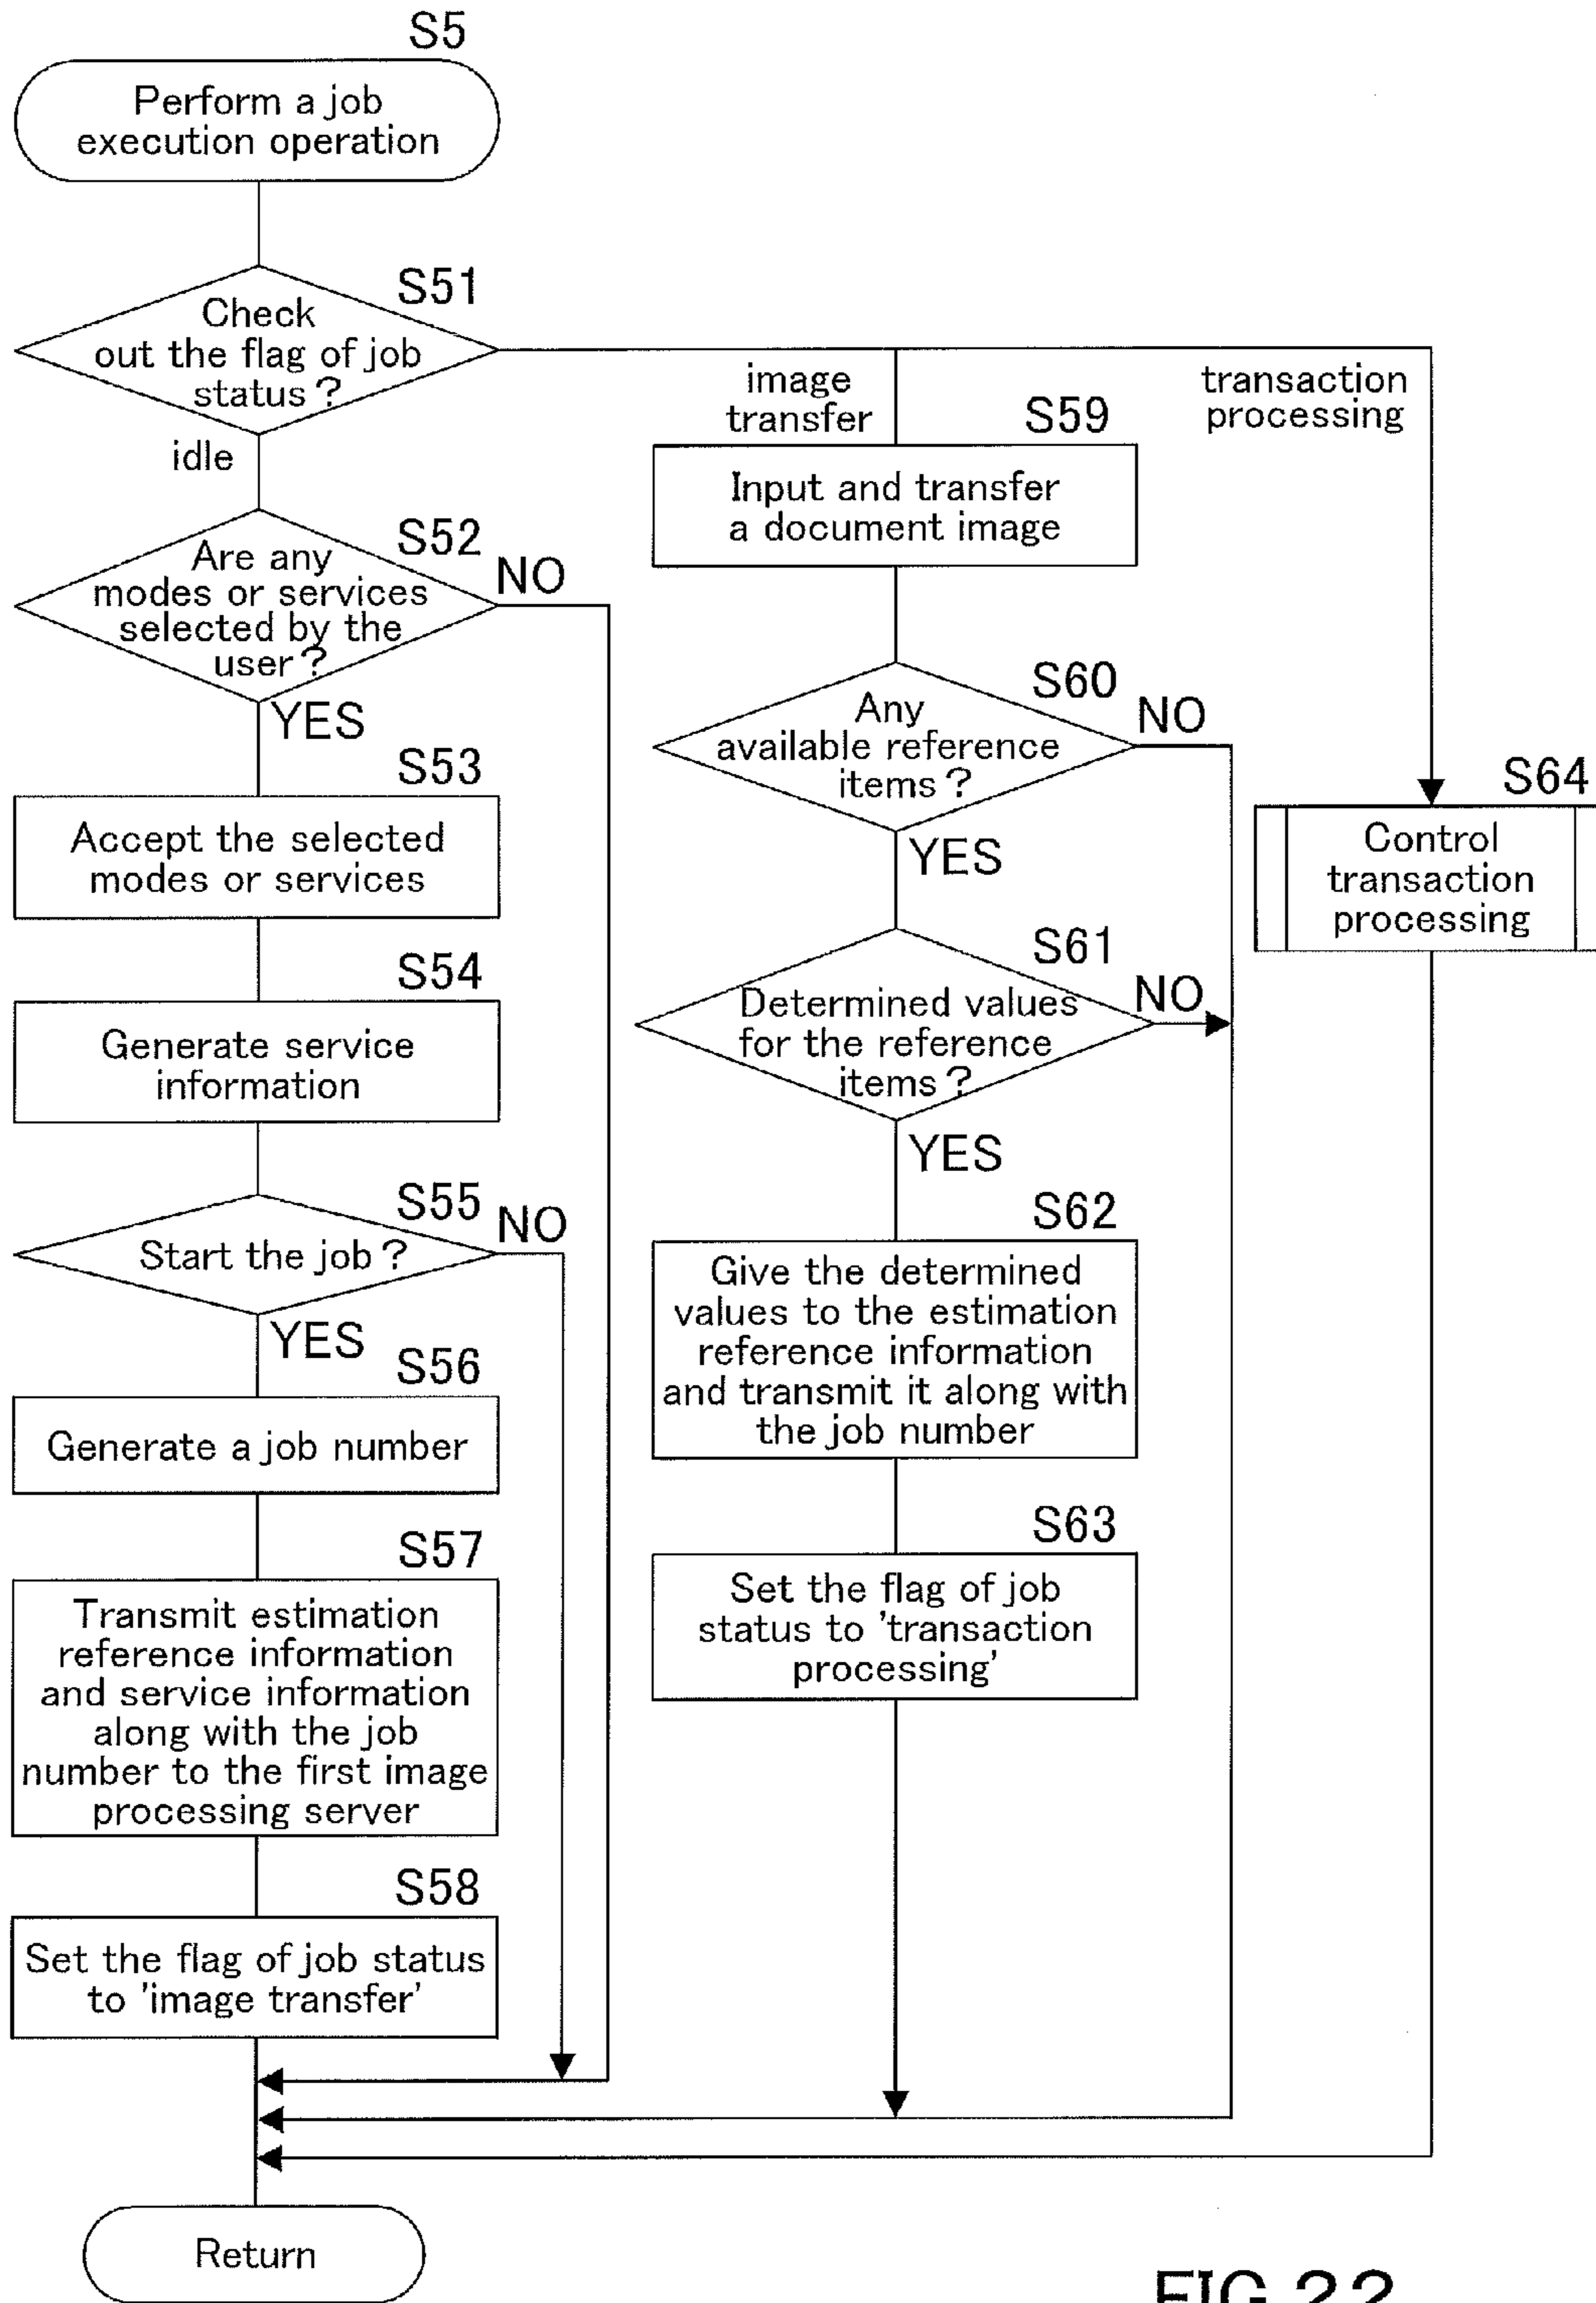 S5
Perform a job
execution operation
S51
Check
out the flag of job
status?
idle
image
transfer
transaction
processing
S52
Are any
modes or services
selected by the
user?
NO
YES
S53
Accept the selected
modes or services
S54
Generate service
information
S55
Start the job?
NO
YES
S56
Generate a job number
S57
Transmit estimation
reference information
and service information
along with the job
number to the first image
processing server
S58
Set the flag of job status
to 'image transfer'
S59
Input and transfer
a document image
S60
Any
available reference
items?
NO
YES
S61
Determined values
for the reference
items?
NO
YES
S62
Give the determined
values to the estimation
reference information
and transmit it along with
the job number
S63
Set the flag of job
status to 'transaction
processing'
S64
Control
transaction
processing
Return
FIG.22